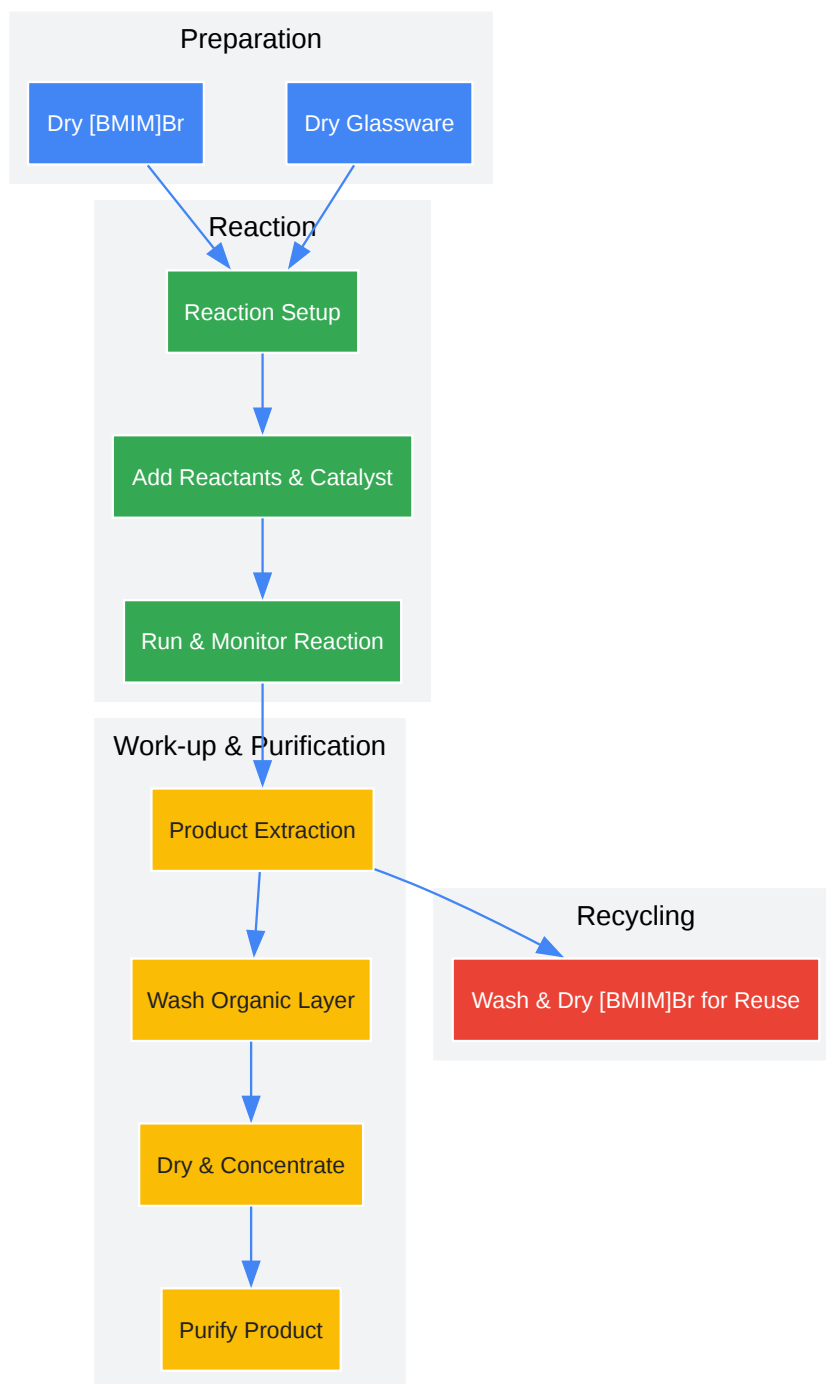 Preparation
Dry [BMIM]Br
Dry Glassware
Reaction
Reaction Setup
Add Reactants & Catalyst
Run & Monitor Reaction
Work-up & Purification
Product Extraction
Recycling
Wash Organic Layer
Wash & Dry [BMIM]Br for Reuse
Dry & Concentrate
Purify Product